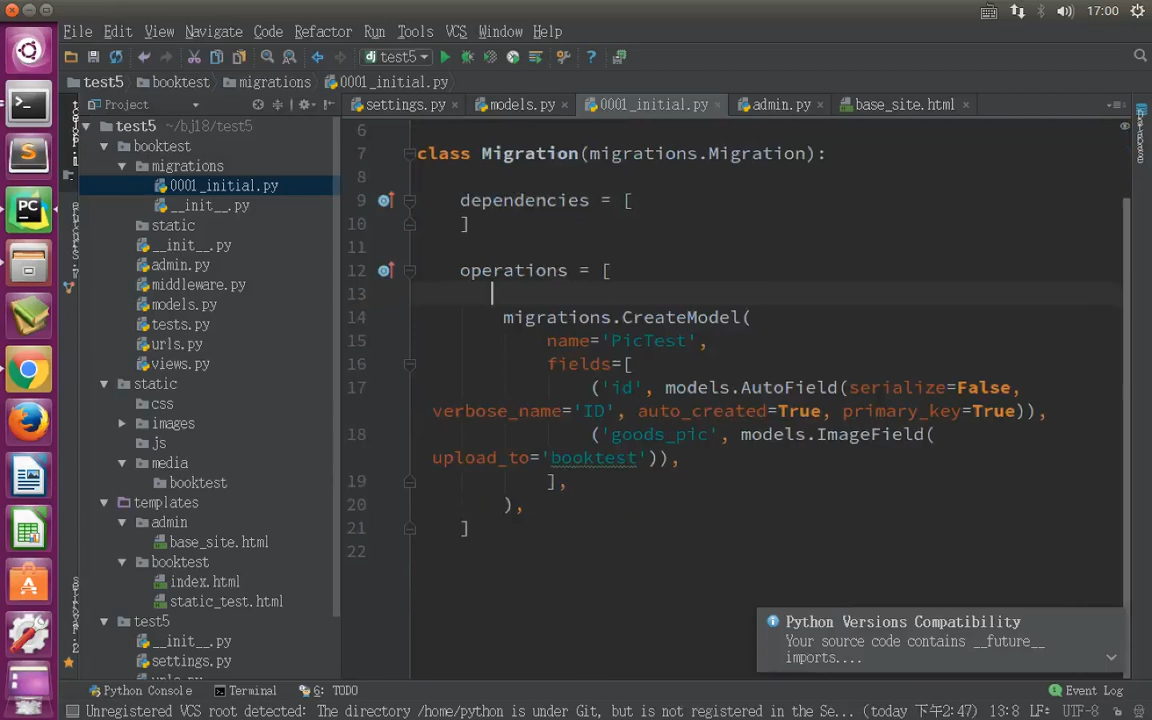 17:00
File Edit View Navigate Code Refactor Run Tools VCS Window Help
dj test5
test5 booktest migrations 0001_initial.py
Project
settings.py × models.py × 0001_initial.py × admin.py × base_site.html ×
test5 ~/bj18/test5
booktest
migrations
0001_initial.py
__init__.py
static
__init__.py
admin.py
middleware.py
models.py
tests.py
urls.py
views.py
static
css
images
js
media
booktest
templates
admin
base_site.html
booktest
index.html
static_test.html
test5
__init__.py
settings.py
6
7 class Migration(migrations.Migration):
8
9 dependencies = [
10 ]
11
12 operations = [
13
14 migrations.CreateModel(
15 name='PicTest',
16 fields=[
17 ('id', models.AutoField(serialize=False,
verbose_name='ID', auto_created=True, primary_key=True)),
18 ('goods_pic', models.ImageField(
upload_to='booktest')),
19 ],
20 ),
21 ]
22
Python Versions Compatibility
Your source code contains __future__
imports....
Python Console Terminal 6: TODO Event Log
Unregistered VCS root detected: The directory /home/python is under Git, but is not registered in the Se... (today 下午2:47) 13:8 LF÷ UTF-8÷